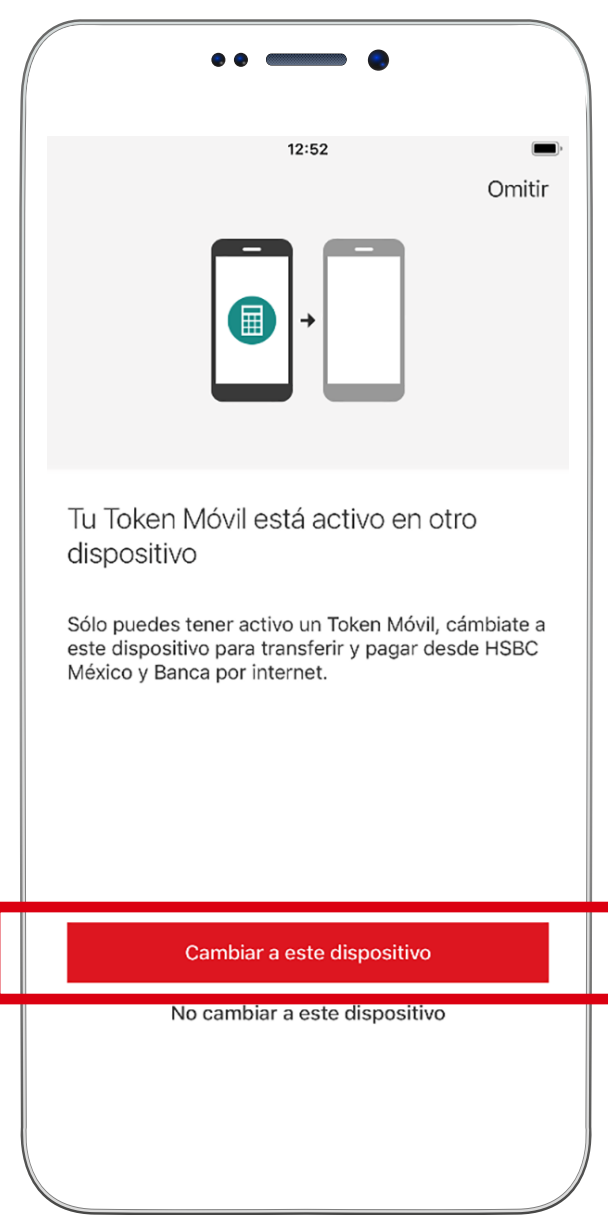 12:52
Omitir
Tu Token Móvil está activo en otro
dispositivo
Sólo puedes tener activo un Token Móvil, cámbiate a
este dispositivo para transferir y pagar desde HSBC
México y Banca por internet.
Cambiar a este dispositivo
No cambiar a este dispositivo